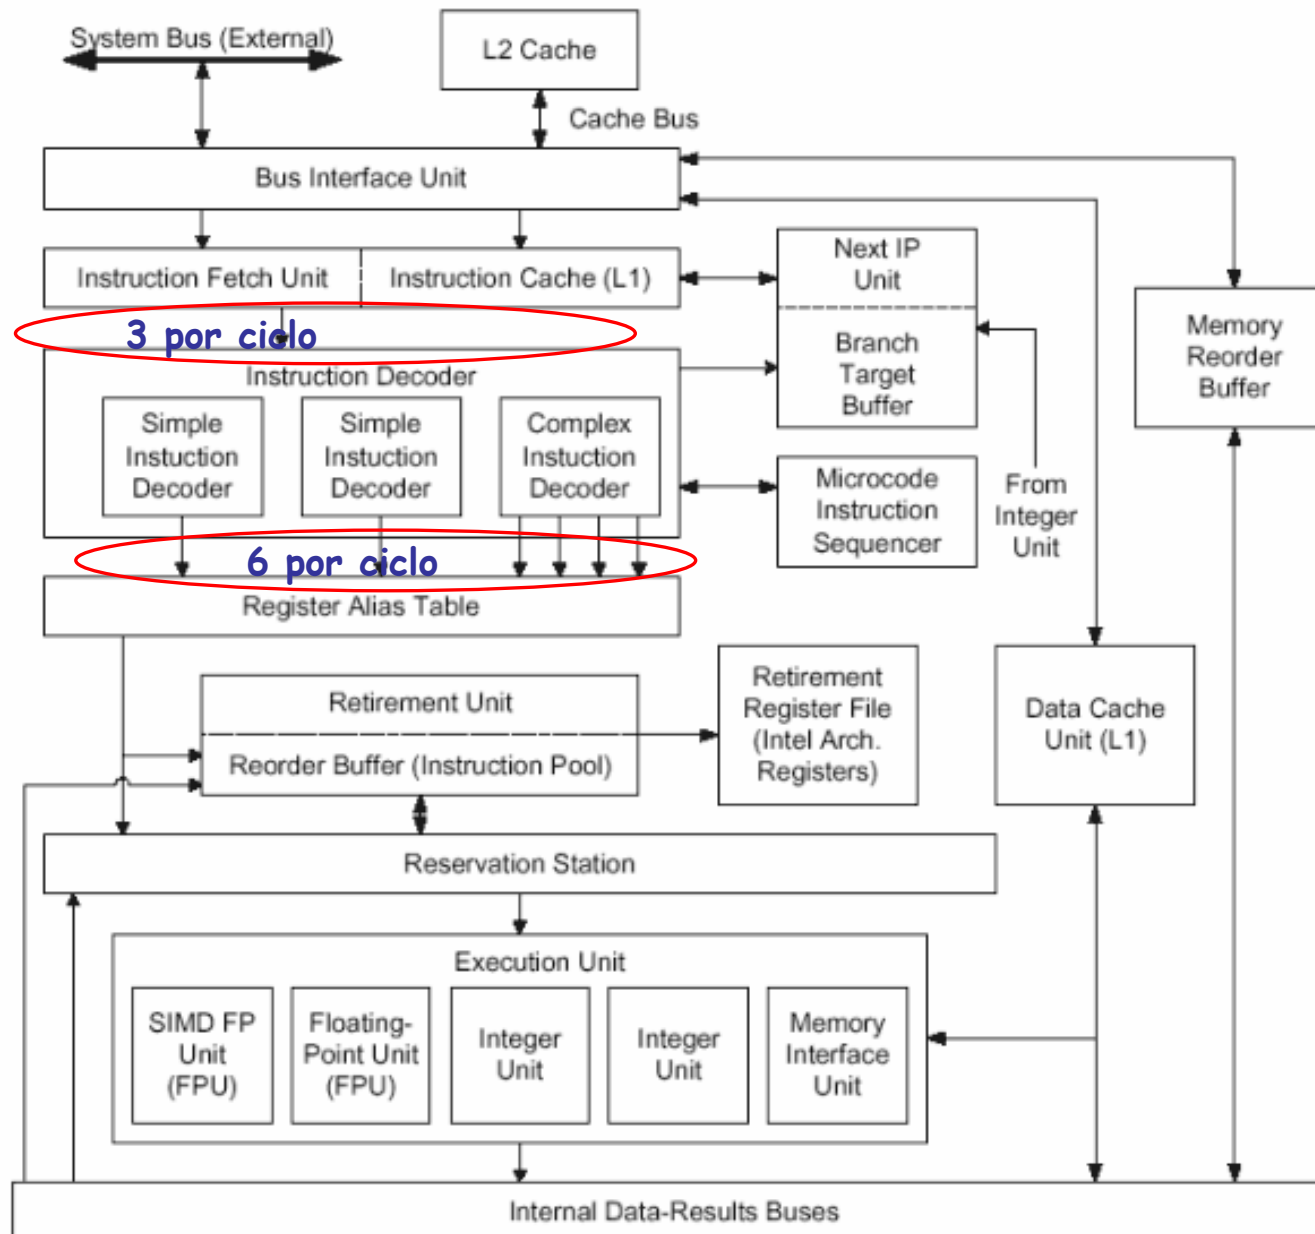 System Bus (External)
L2 Cache
Cache Bus
Bus Interface Unit
Instruction Fetch Unit
Instruction Cache (L1)
Next IP
Unit
Branch
Target
Buffer
Memory
Reorder
Buffer
3 por ciclo
Instruction Decoder
Simple
Instuction
Decoder
Simple
Instuction
Decoder
Complex
Instuction
Decoder
Microcode
Instruction
Sequencer
From
Integer
Unit
6 por ciclo
Register Alias Table
Retirement Unit
Reorder Buffer (Instruction Pool)
Retirement
Register File
(Intel Arch.
Registers)
Data Cache
Unit (L1)
Reservation Station
Execution Unit
SIMD FP
Unit
(FPU)
Floating-
Point Unit
(FPU)
Integer
Unit
Integer
Unit
Memory
Interface
Unit
Internal Data-Results Buses